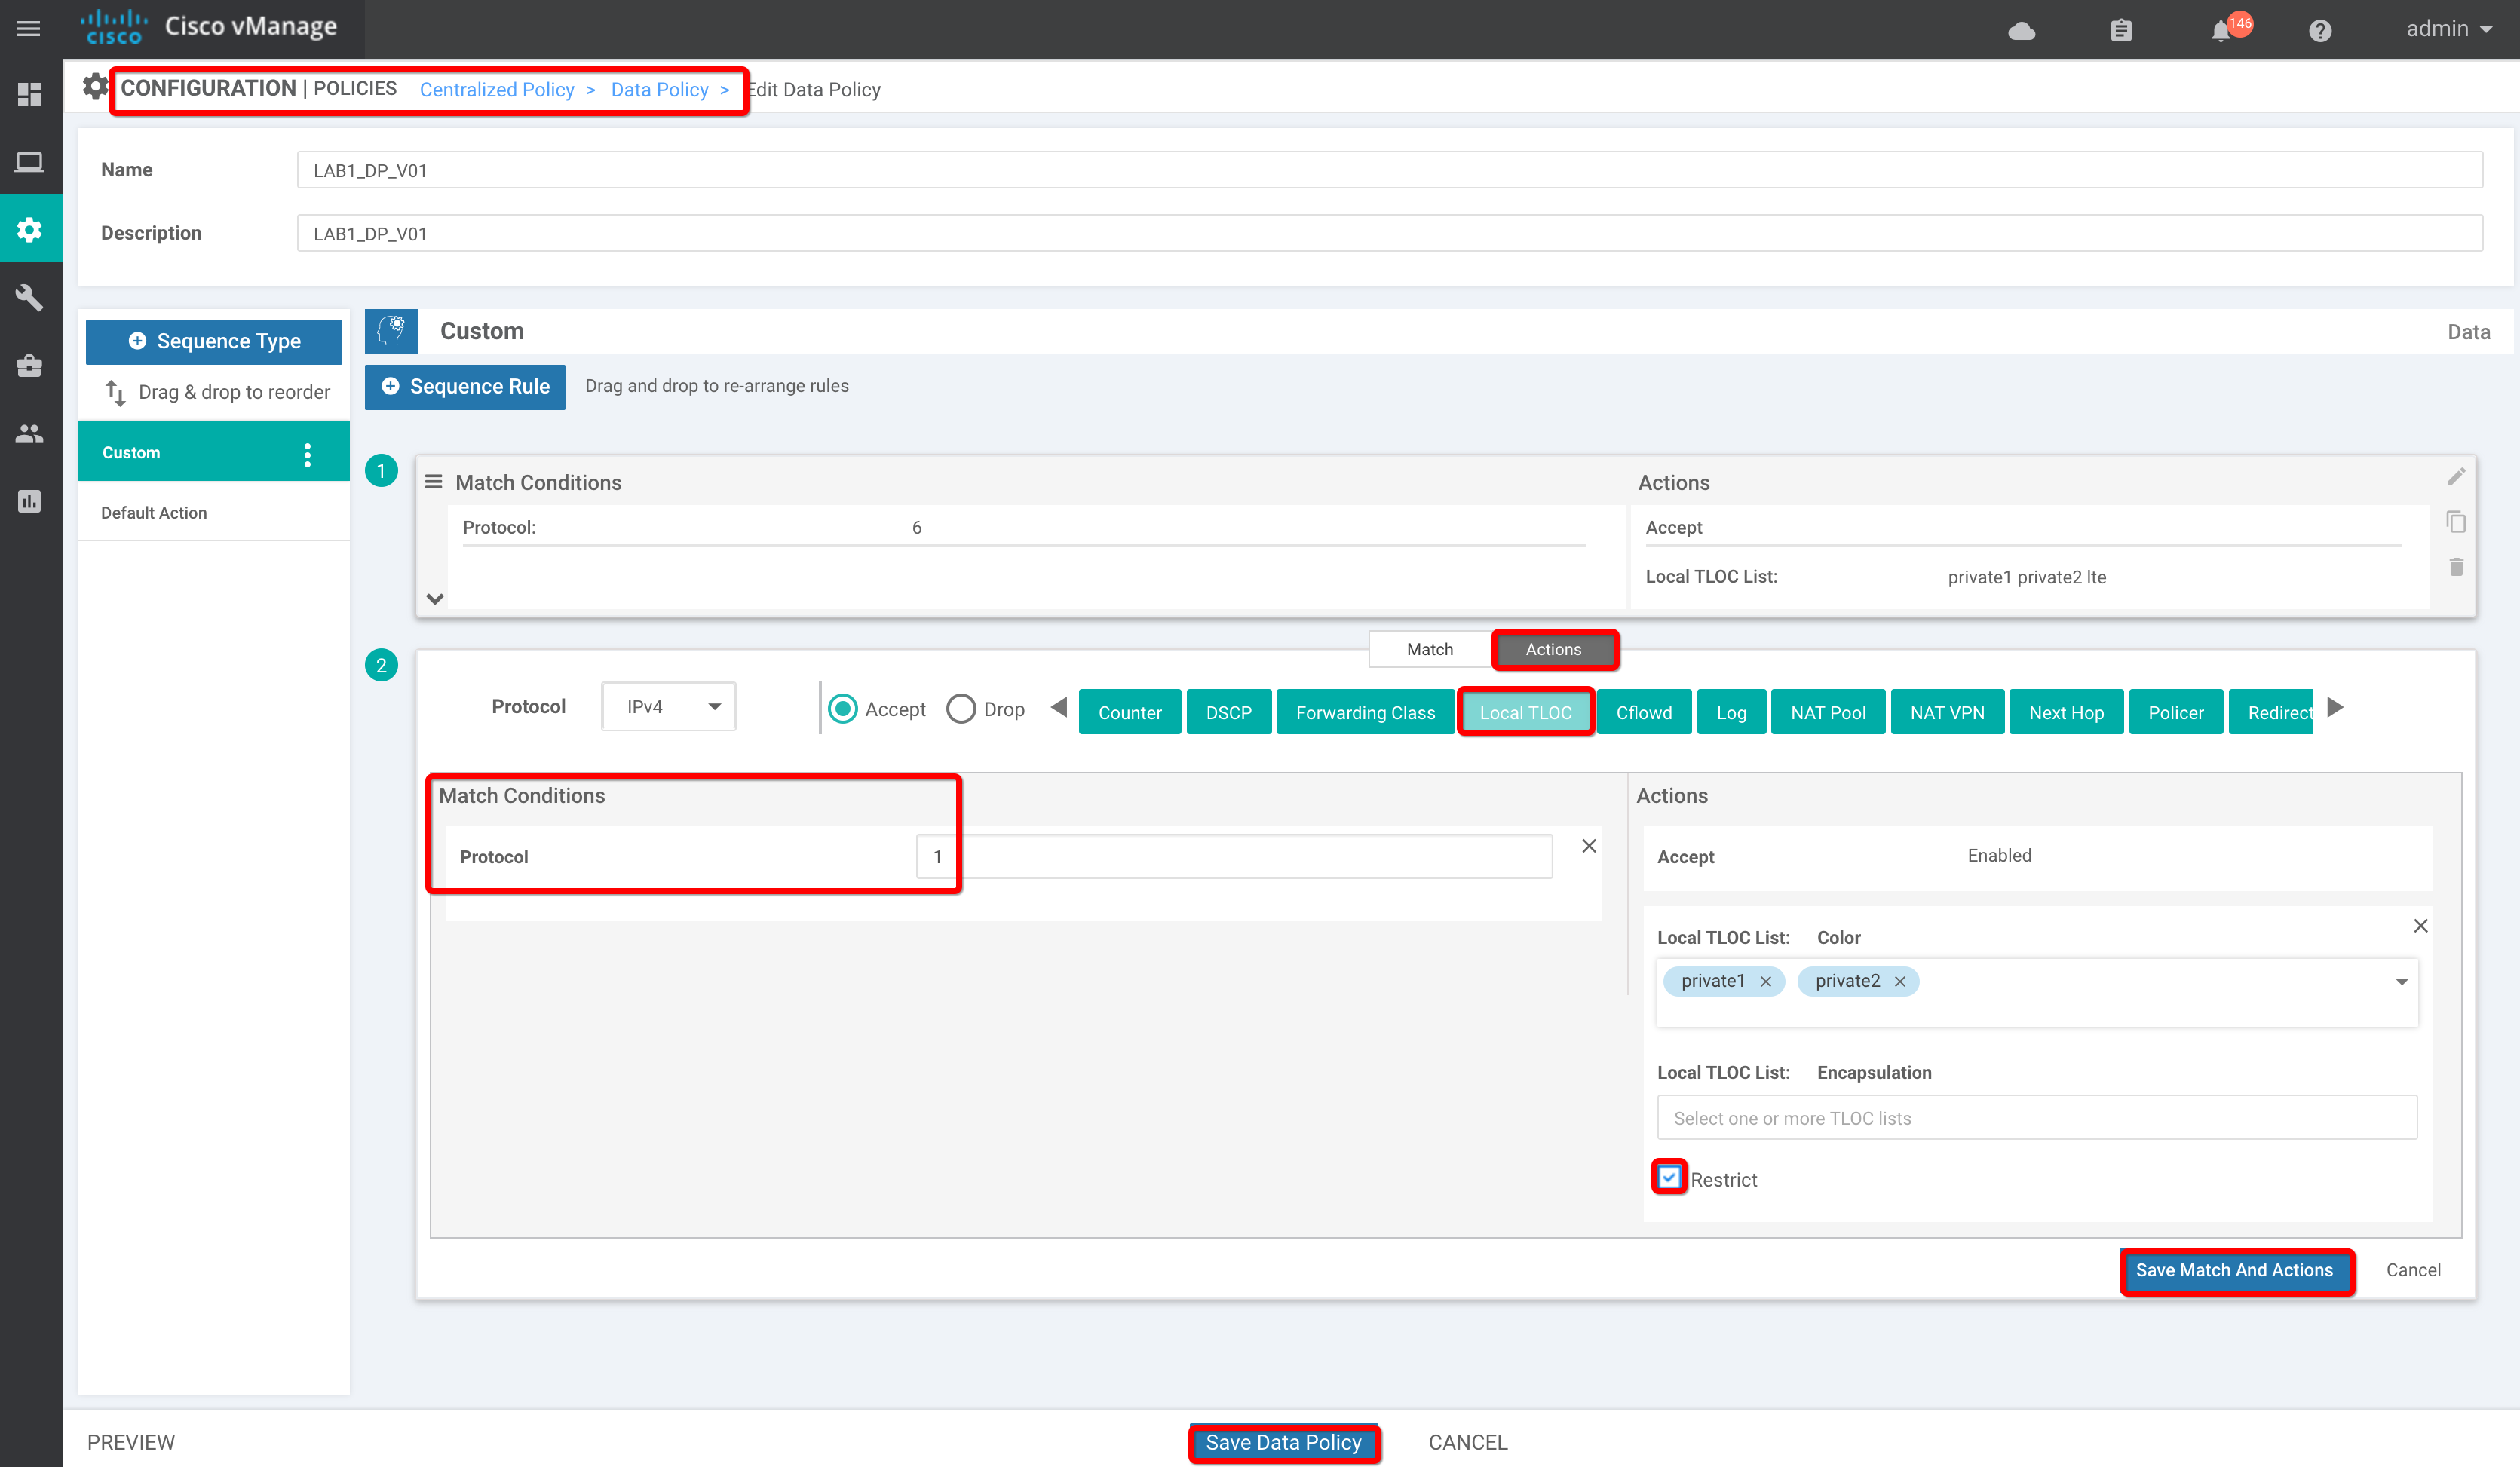 cisco Cisco vManage
146
admin
CONFIGURATION | POLICIES Centralized Policy > Data Policy > Edit Data Policy
Name LAB1_DP_V01
Description LAB1_DP_V01
Sequence Type
Drag & drop to reorder
Custom
Default Action
Custom Data
Sequence Rule Drag and drop to re-arrange rules
1
Match Conditions Actions
Protocol: 6 Accept
Local TLOC List: private1 private2 lte
Match Actions
2
Protocol IPv4 Accept Drop Counter DSCP Forwarding Class Local TLOC Cflowd Log NAT Pool NAT VPN Next Hop Policer Redirect
Match Conditions Actions
Protocol 1 Accept Enabled
Local TLOC List: Color
private1 private2
Local TLOC List: Encapsulation
Select one or more TLOC lists
Restrict
Save Match And Actions Cancel
PREVIEW Save Data Policy CANCEL